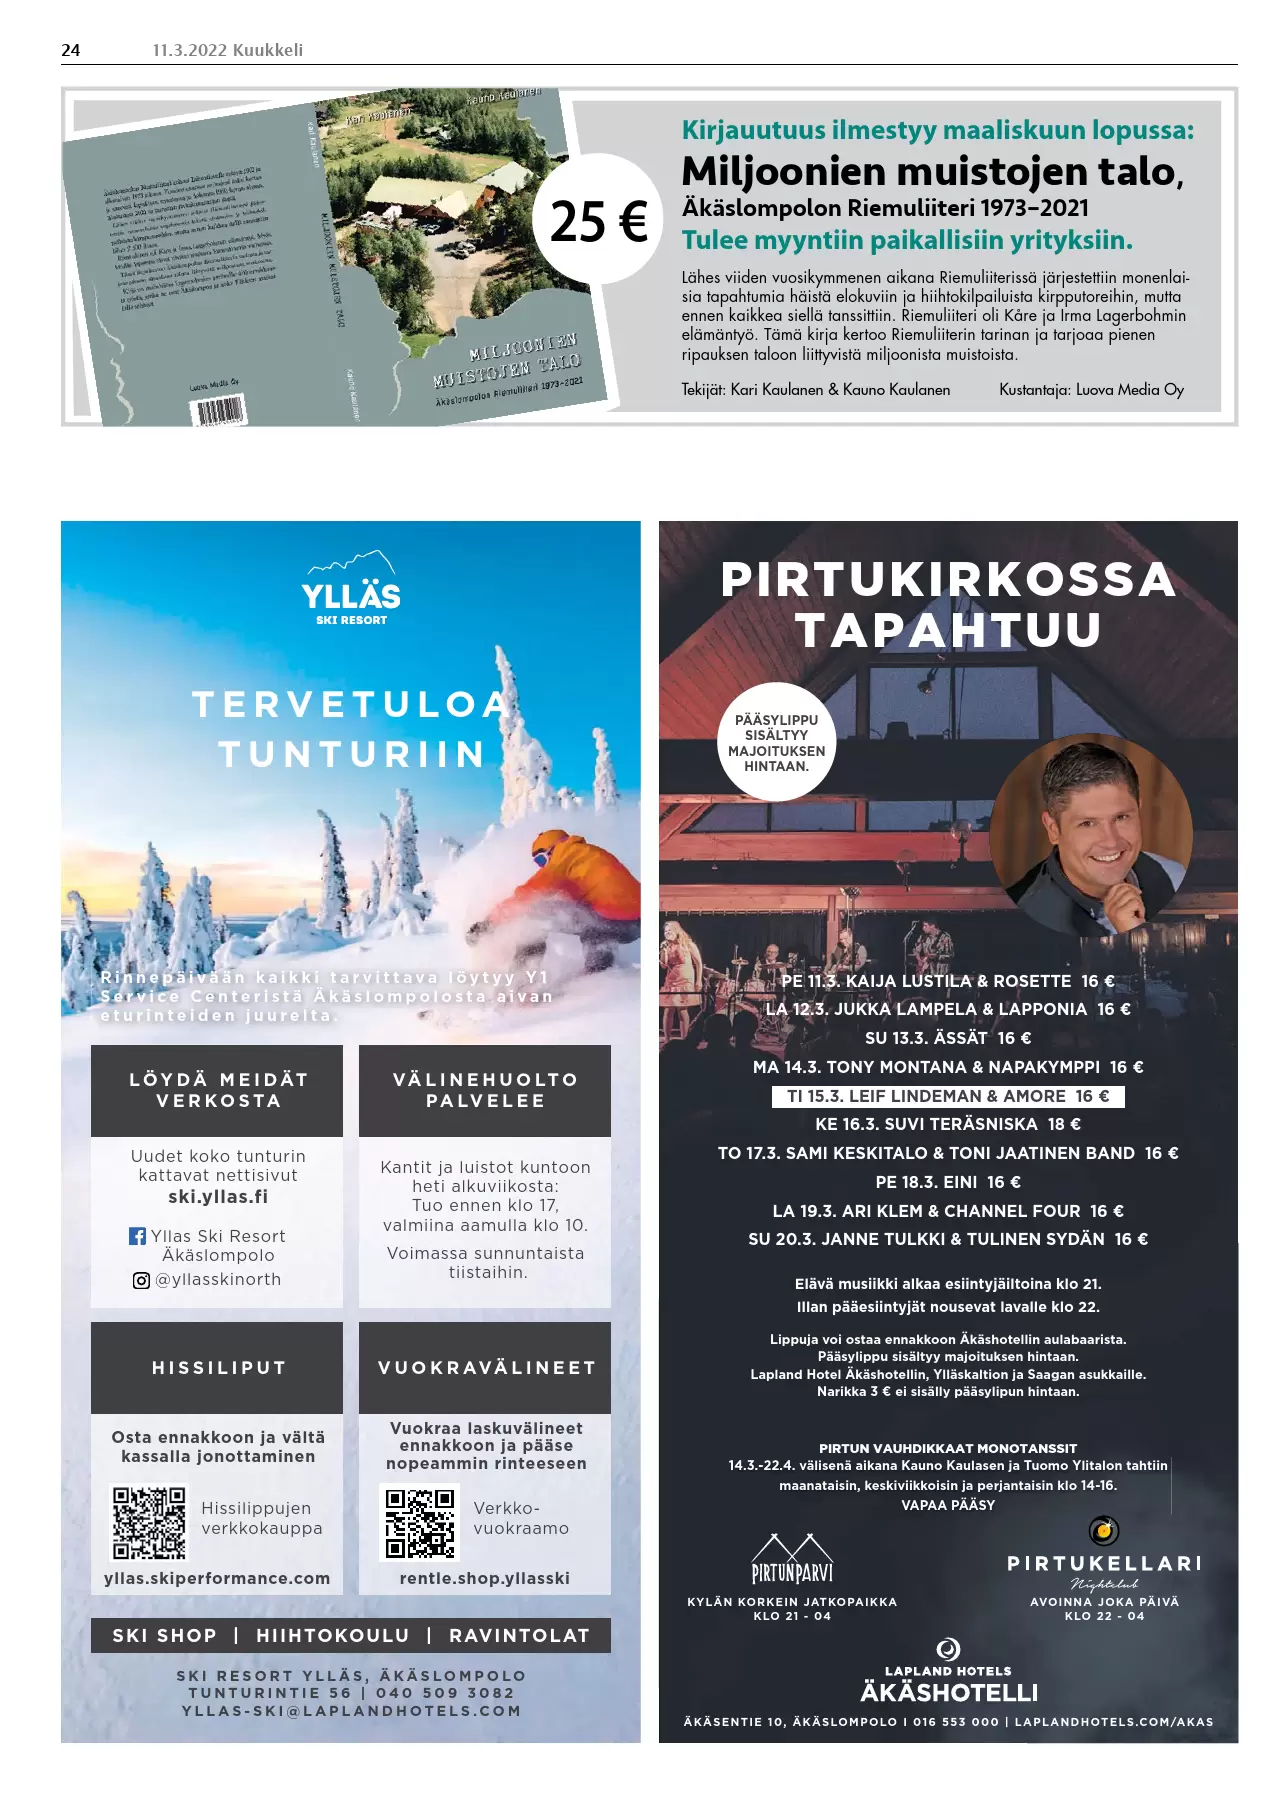 24 11.3.2022 Kuukkeli
Kari Kaulanen
Kauno Kaulanen
MILJOONIEN MUISTOJEN TALO
MILJOONIEN
MUISTOJEN TALO
Äkäslompolon Riemuliiteri 1973-2021
Luova Media Oy
25 €
Kirjauutuus ilmestyy maaliskuun lopussa:
Miljoonien muistojen talo,
Äkäslompolon Riemuliiteri 1973–2021
Tulee myyntiin paikallisiin yrityksiin.
Lähes viiden vuosikymmenen aikana Riemuliiterissä järjestettiin monenlai-
sia tapahtumia häistä elokuviin ja hiihtokilpailuista kirpputoreihin, mutta
ennen kaikkea siellä tanssittiin. Riemuliiteri oli Kåre ja Irma Lagerbohmin
elämäntyö. Tämä kirja kertoo Riemuliiterin tarinan ja tarjoaa pienen
ripauksen taloon liittyvistä miljoonista muistoista.
Tekijät: Kari Kaulanen & Kauno Kaulanen Kustantaja: Luova Media Oy
YLLÄS
SKI RESORT
TERVETULOA
TUNTURIIN
Rinnepäivään kaikki tarvittava löytyy Y1
Service Centeristä Äkäslompolosta aivan
eturinteiden juurelta.
LÖYDÄ MEIDÄT
VERKOSTA
Uudet koko tunturin
kattavat nettisivut
ski.yllas.fi
Yllas Ski Resort
Äkäslompolo
@yllasskinorth
VÄLINEHUOLTO
PALVELEE
Kantit ja luistot kuntoon
heti alkuviikosta:
Tuo ennen klo 17,
valmiina aamulla klo 10.
Voimassa sunnuntaista
tiistaihin.
HISSILIPUT
Osta ennakkoon ja vältä
kassalla jonottaminen
Hissilippujen
verkkokauppa
yllas.skiperformance.com
VUOKRAVÄLINEET
Vuokraa laskuvälineet
ennakkoon ja pääse
nopeammin rinteeseen
Verkko-
vuokraamo
rentle.shop.yllasski
SKI SHOP | HIIHTOKOULU | RAVINTOLAT
SKI RESORT YLLÄS, ÄKÄSLOMPOLO
TUNTURINTIE 56 | 040 509 3082
YLLAS-SKI@LAPLANDHOTELS.COM
PIRTUKIRKOSSA
TAPAHTUU
PÄÄSYLIPPU
SISÄLTYY
MAJOITUKSEN
HINTAAN.
PE 11.3. KAIJA LUSTILA & ROSETTE 16 €
LA 12.3. JUKKA LAMPELA & LAPPONIA 16 €
SU 13.3. ÄSSÄT 16 €
MA 14.3. TONY MONTANA & NAPAKYMPPI 16 €
TI 15.3. LEIF LINDEMAN & AMORE 16 €
KE 16.3. SUVI TERÄSNISKA 18 €
TO 17.3. SAMI KESKITALO & TONI JAATINEN BAND 16 €
PE 18.3. EINI 16 €
LA 19.3. ARI KLEM & CHANNEL FOUR 16 €
SU 20.3. JANNE TULKKI & TULINEN SYDÄN 16 €
Elävä musiikki alkaa esiintyjäiltoina klo 21.
Illan pääesiintyjät nousevat lavalle klo 22.
Lippuja voi ostaa ennakkoon Äkäshotellin aulabaarista.
Pääsylippu sisältyy majoituksen hintaan.
Lapland Hotel Äkäshotellin, Ylläskaltion ja Saagan asukkaille.
Narikka 3 € ei sisälly pääsylipun hintaan.
PIRTUN VAUHDIKKAAT MONOTANSSIT
14.3.-22.4. välisenä aikana Kauno Kaulasen ja Tuomo Ylitalon tahtiin
maanataisin, keskiviikkoisin ja perjantaisin klo 14-16.
VAPAA PÄÄSY
PIRTUNPARVI
KYLÄN KORKEIN JATKOPAIKKA
KLO 21 - 04
PIRTUKELLARI
Nightclub
AVOINNA JOKA PÄIVÄ
KLO 22 - 04
LAPLAND HOTELS
ÄKÄSHOTELLI
ÄKÄSENTIE 10, ÄKÄSLOMPOLO I 016 553 000 | LAPLANDHOTELS.COM/AKAS